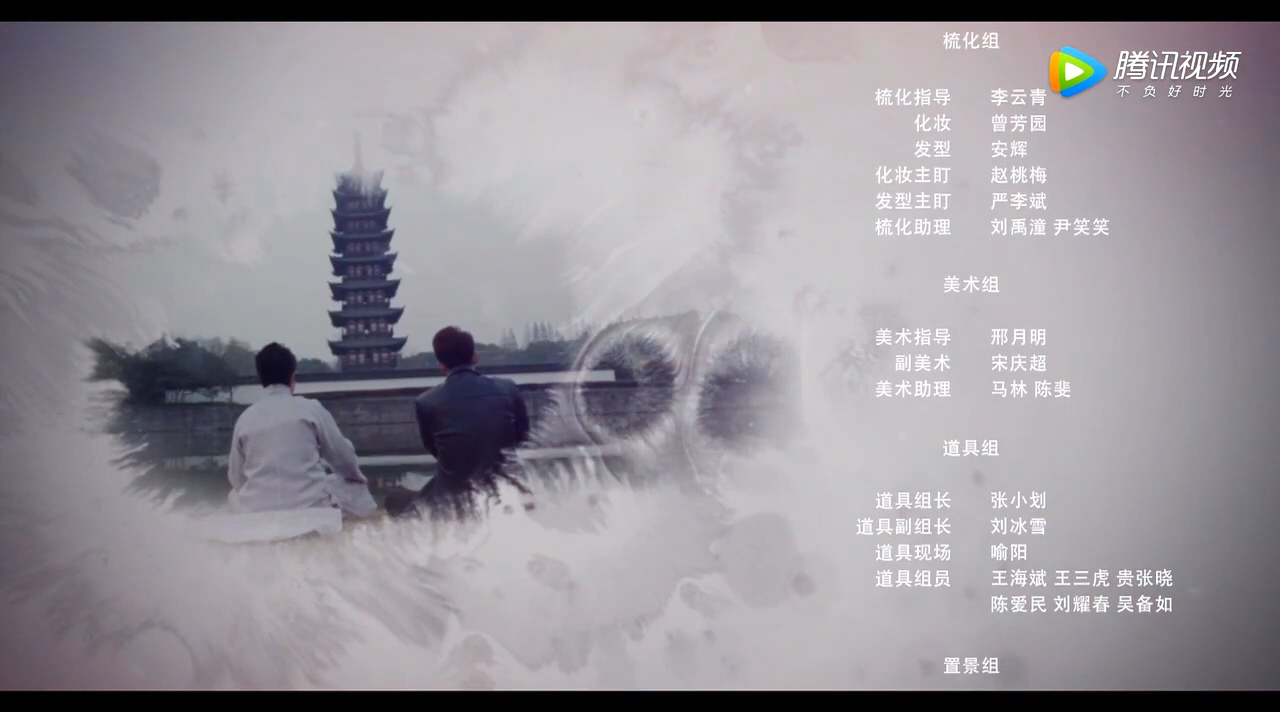 梳化组
腾讯视频
不负好时光
梳化指导 李云青
化妆 曾芳园
发型 安辉
化妆主盯 赵桃梅
发型主盯 严李斌
梳化助理 刘禹潼 尹笑笑
美术组
美术指导 邢月明
副美术 宋庆超
美术助理 马林 陈斐
道具组
道具组长 张小划
道具副组长 刘冰雪
道具现场 喻阳
道具组员 王海斌 王三虎 贵张晓
陈爱民 刘耀春 吴备如
置景组